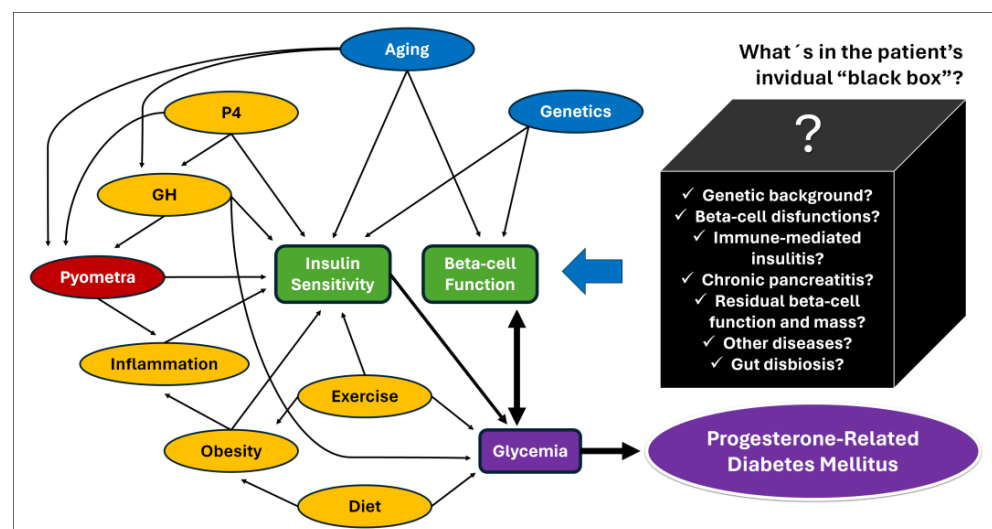 Aging
What´s in the patient's
invidual "black box"?
P4
Genetics
?
GH
✓ Genetic background?
✓ Beta-cell disfunctions?
✓ Immune-mediated
insulitis?
✓ Chronic pancreatitis?
✓ Residual beta-cell
function and mass?
✓ Other diseases?
✓ Gut disbiosis?
Pyometra
Insulin
Sensitivity
Beta-cell
Function
Inflammation
Exercise
Obesity
Glycemia
Progesterone-Related
Diabetes Mellitus
Diet